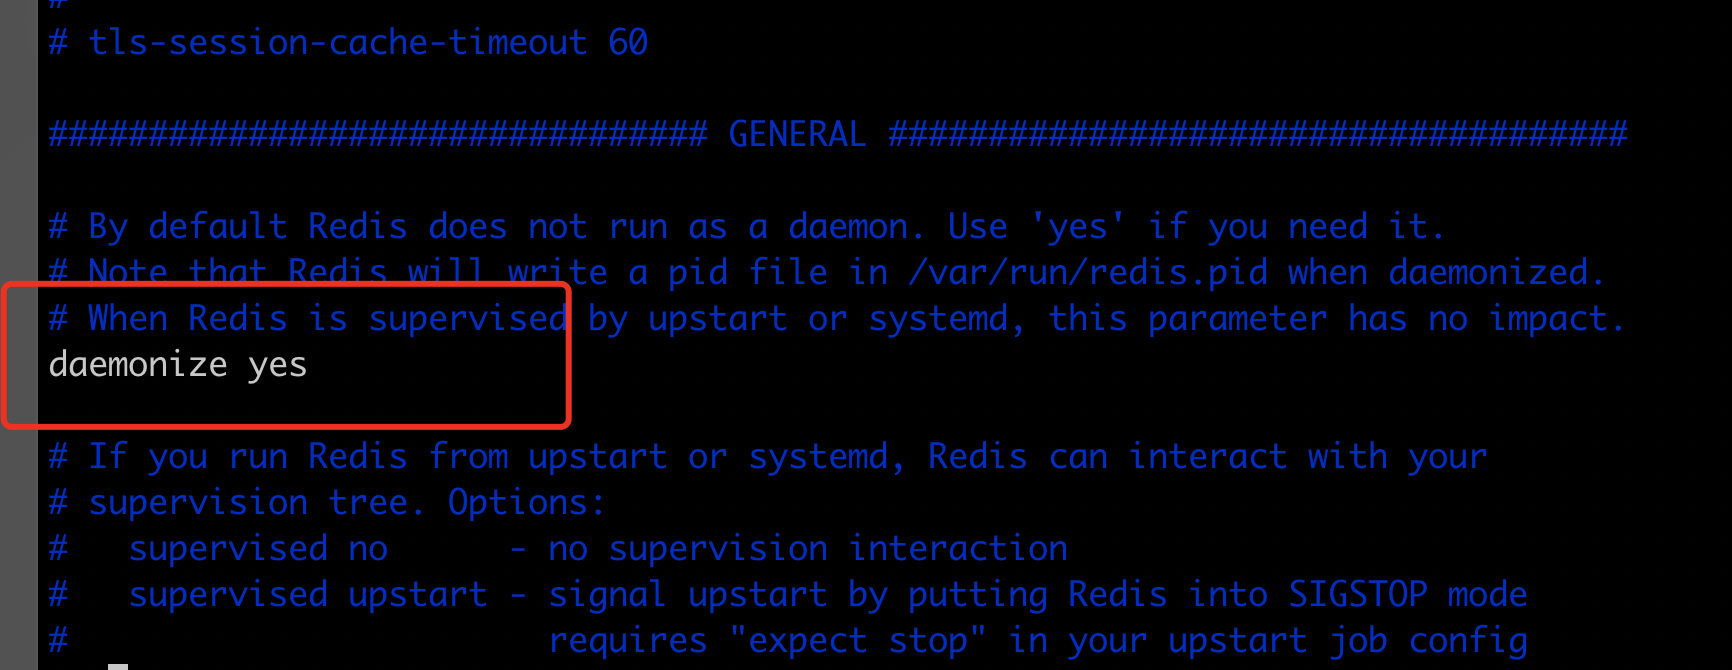 #
# tls-session-cache-timeout 60
################################# GENERAL #####################################
# By default Redis does not run as a daemon. Use 'yes' if you need it.
# Note that Redis will write a pid file in /var/run/redis.pid when daemonized.
# When Redis is supervised by upstart or systemd, this parameter has no impact.
daemonize yes
# If you run Redis from upstart or systemd, Redis can interact with your
# supervision tree. Options:
#   supervised no      - no supervision interaction
#   supervised upstart - signal upstart by putting Redis into SIGSTOP mode
#                        requires "expect stop" in your upstart job config